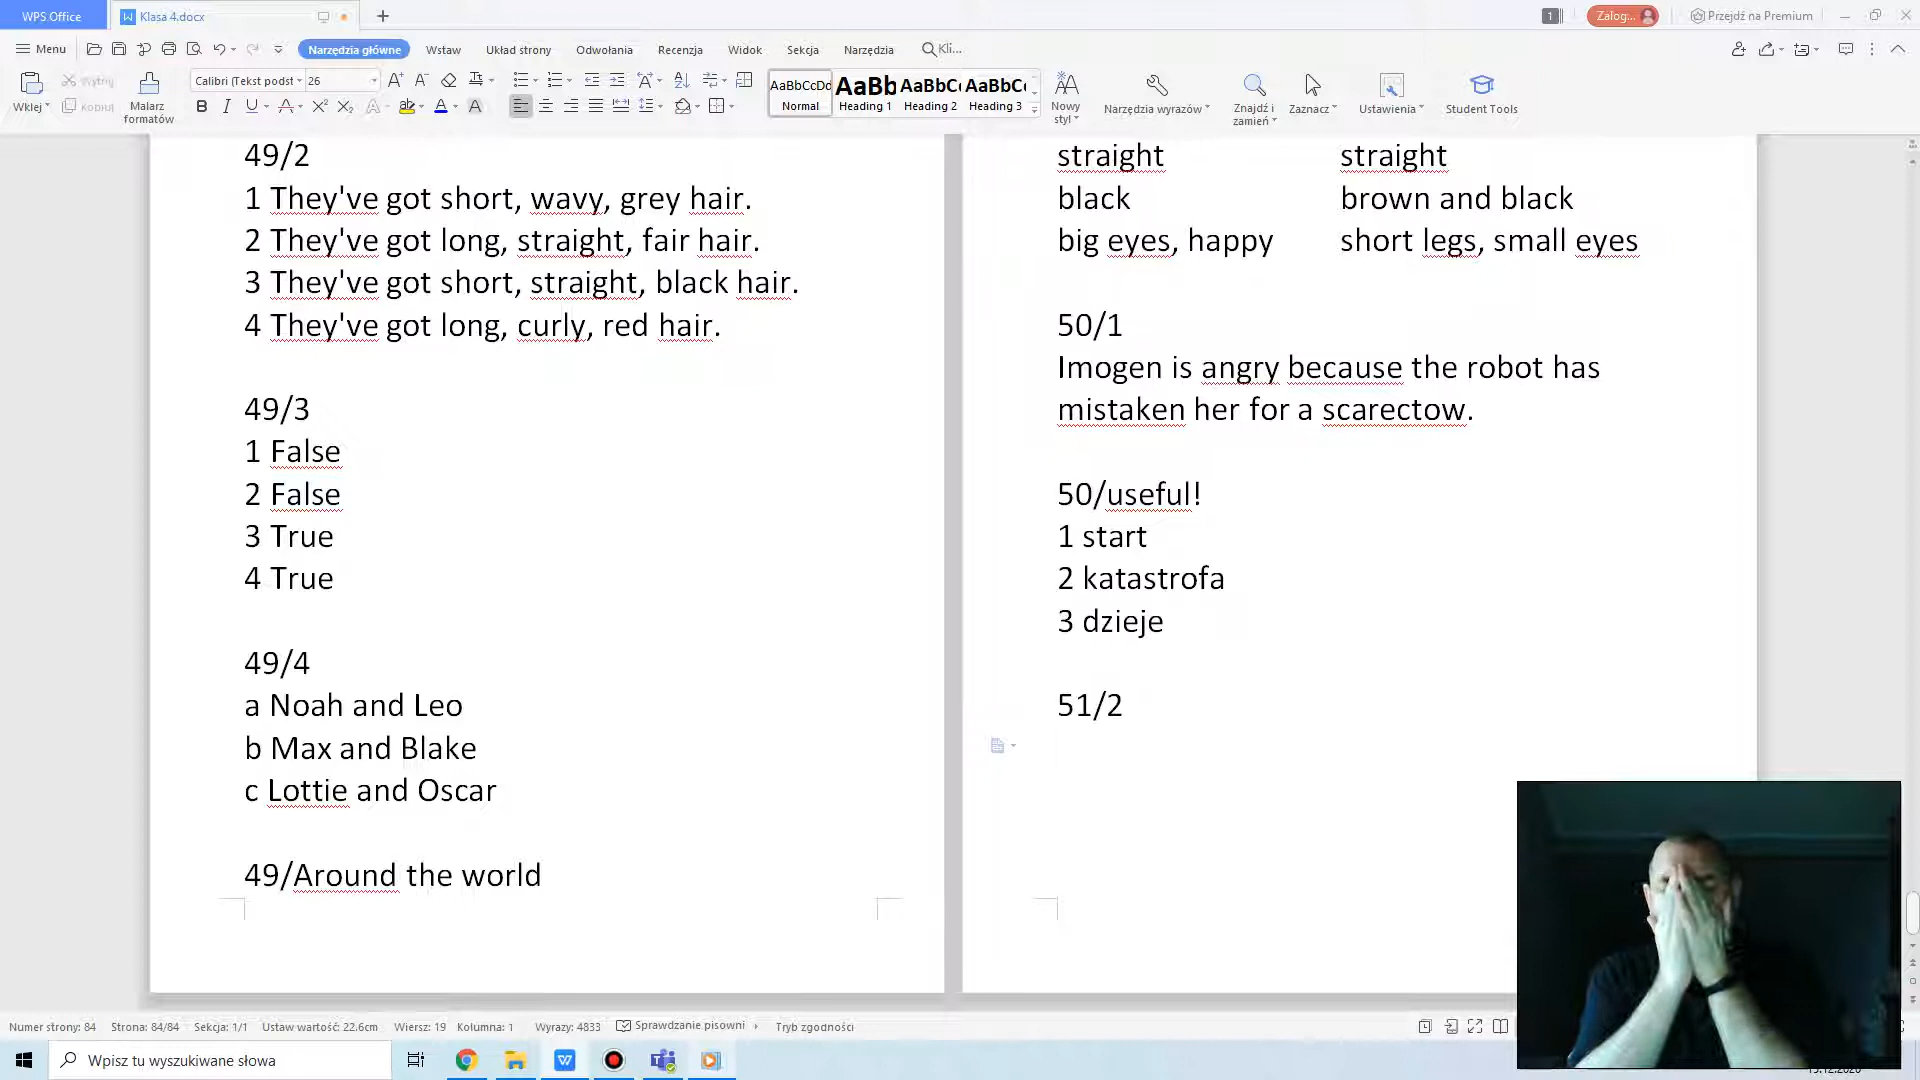 WPS Office
Klasa 4.docx
1
Zalog...
Przejdź na Premium
Menu
Narzędzia główne
Wstaw
Układ strony
Odwołania
Recenzja
Widok
Sekcja
Narzędzia
Kli...
Wklej
Wytnij
Kopiuj
Malarz formatów
Calibri (Tekst podst
26
AaBbCcDd
Normal
AaBb
Heading 1
AaBbC
Heading 2
AaBbC
Heading 3
Nowy styl
Narzędzia wyrazów
Znajdź i zamień
Zaznacz
Ustawienia
Student Tools
49/2
1 They've got short, wavy, grey hair.
2 They've got long, straight, fair hair.
3 They've got short, straight, black hair.
4 They've got long, curly, red hair.
49/3
1 False
2 False
3 True
4 True
49/4
a Noah and Leo
b Max and Blake
c Lottie and Oscar
49/Around the world
straight straight
black brown and black
big eyes, happy short legs, small eyes
50/1
Imogen is angry because the robot has
mistaken her for a scarectow.
50/useful!
1 start
2 katastrofa
3 dzieje
51/2
Numer strony: 84 Strona: 84/84 Sekcja: 1/1 Ustaw wartość: 22.6cm Wiersz: 19 Kolumna: 1 Wyrazy: 4833 Sprawdzanie pisowni Tryb zgodności
Wpisz tu wyszukiwane słowa